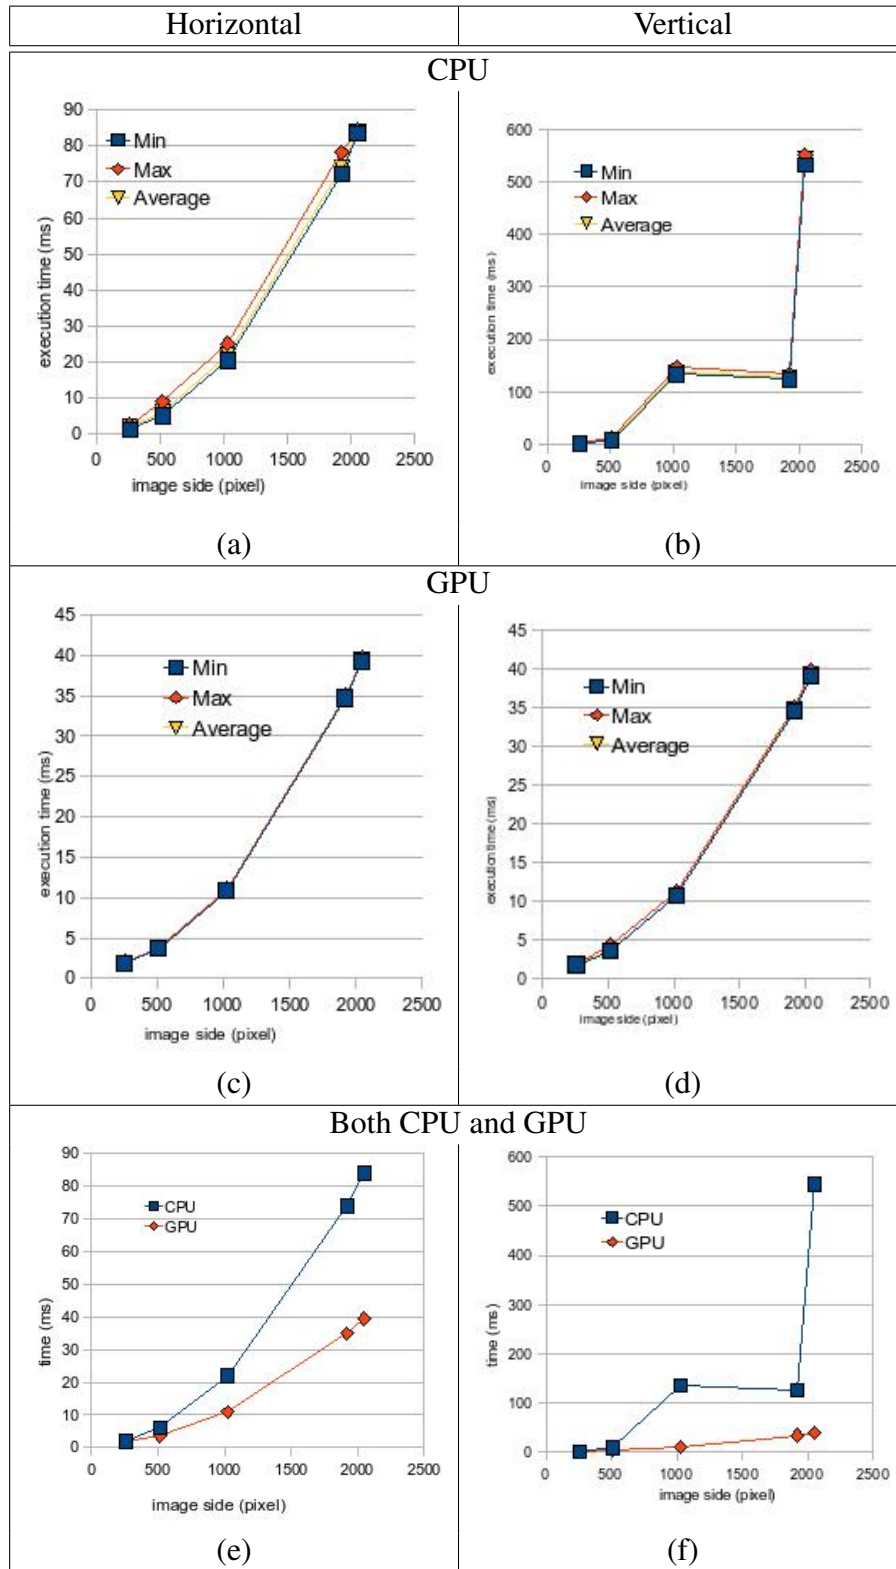 Horizontal Vertical
CPU
90
80
70
60
50
40
30
20
10
0
execution time (ms)
Min
Max
Average
0 500 1000 1500 2000 2500
image side (pixel)
(a)
600
500
400
300
200
100
0
execution time (ms)
Min
Max
Average
0 500 1000 1500 2000 2500
image side (pixel)
(b)
GPU
45
40
35
30
25
20
15
10
5
0
execution time (ms)
Min
Max
Average
0 500 1000 1500 2000 2500
image side (pixel)
(c)
45
40
35
30
25
20
15
10
5
0
execution time (ms)
Min
Max
Average
0 500 1000 1500 2000 2500
image side (pixel)
(d)
Both CPU and GPU
90
80
70
60
50
40
30
20
10
0
time (ms)
CPU
GPU
0 500 1000 1500 2000 2500
image side (pixel)
(e)
600
500
400
300
200
100
0
time (ms)
CPU
GPU
0 500 1000 1500 2000 2500
image side (pixel)
(f)